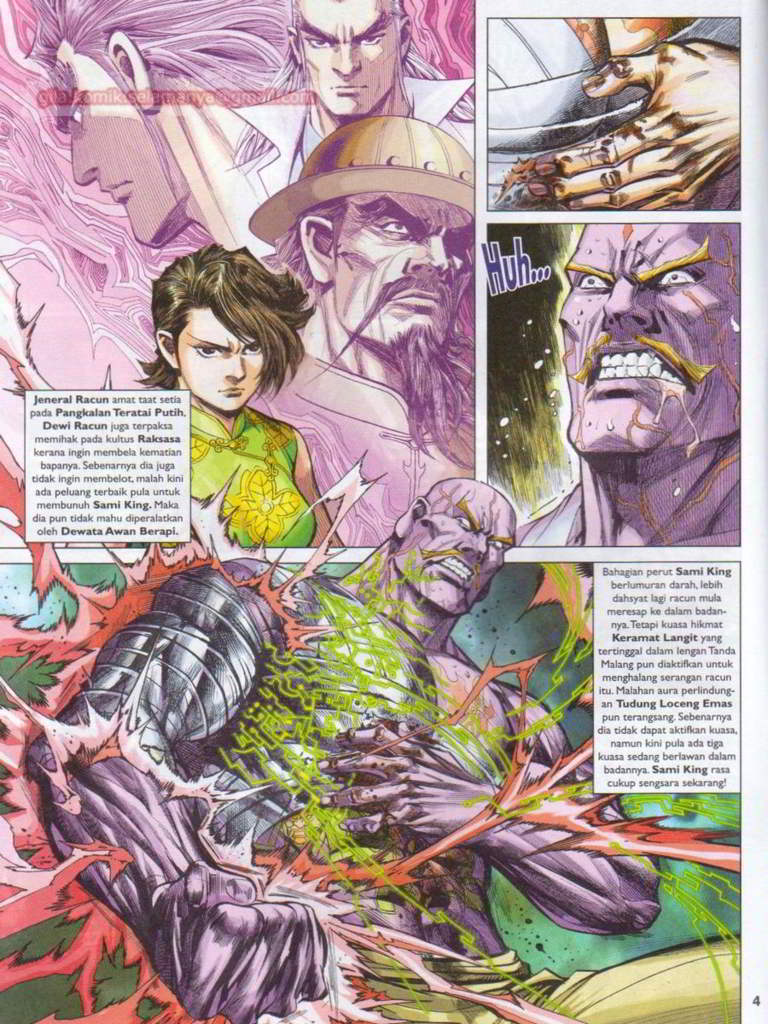 gila-komik-selamanya@gmail.com
Huh...
Jeneral Racun amat taat setia
pada Pangkalan Teratai Putih,
Dewi Racun juga terpaksa
memihak pada kultus Raksasa
kerana ingin membela kematian
bapanya. Sebenarnya dia juga
tidak ingin membelot, malah kini
ada peluang terbaik pula untuk
membunuh Sami King. Maka
dia pun tidak mahu diperalatkan
oleh Dewata Awan Berapi.
Bahagian perut Sami King
berlumuran darah, lebih
dahsyat lagi racun mula
meresap ke dalam badan-
nya. Tetapi kuasa hikmat
Keramat Langit yang
tertinggal dalam lengan Tanda
Malang pun diaktifkan untuk
menghalang serangan racun
itu. Malahan aura perlindung-
an Tudung Loceng Emas
pun terangsang. Sebenarnya
dia tidak dapat aktifkan kuasa,
namun kini pula ada tiga
kuasa sedang berlawan dalam
badannya. Sami King rasa
cukup sengsara sekarang!
4